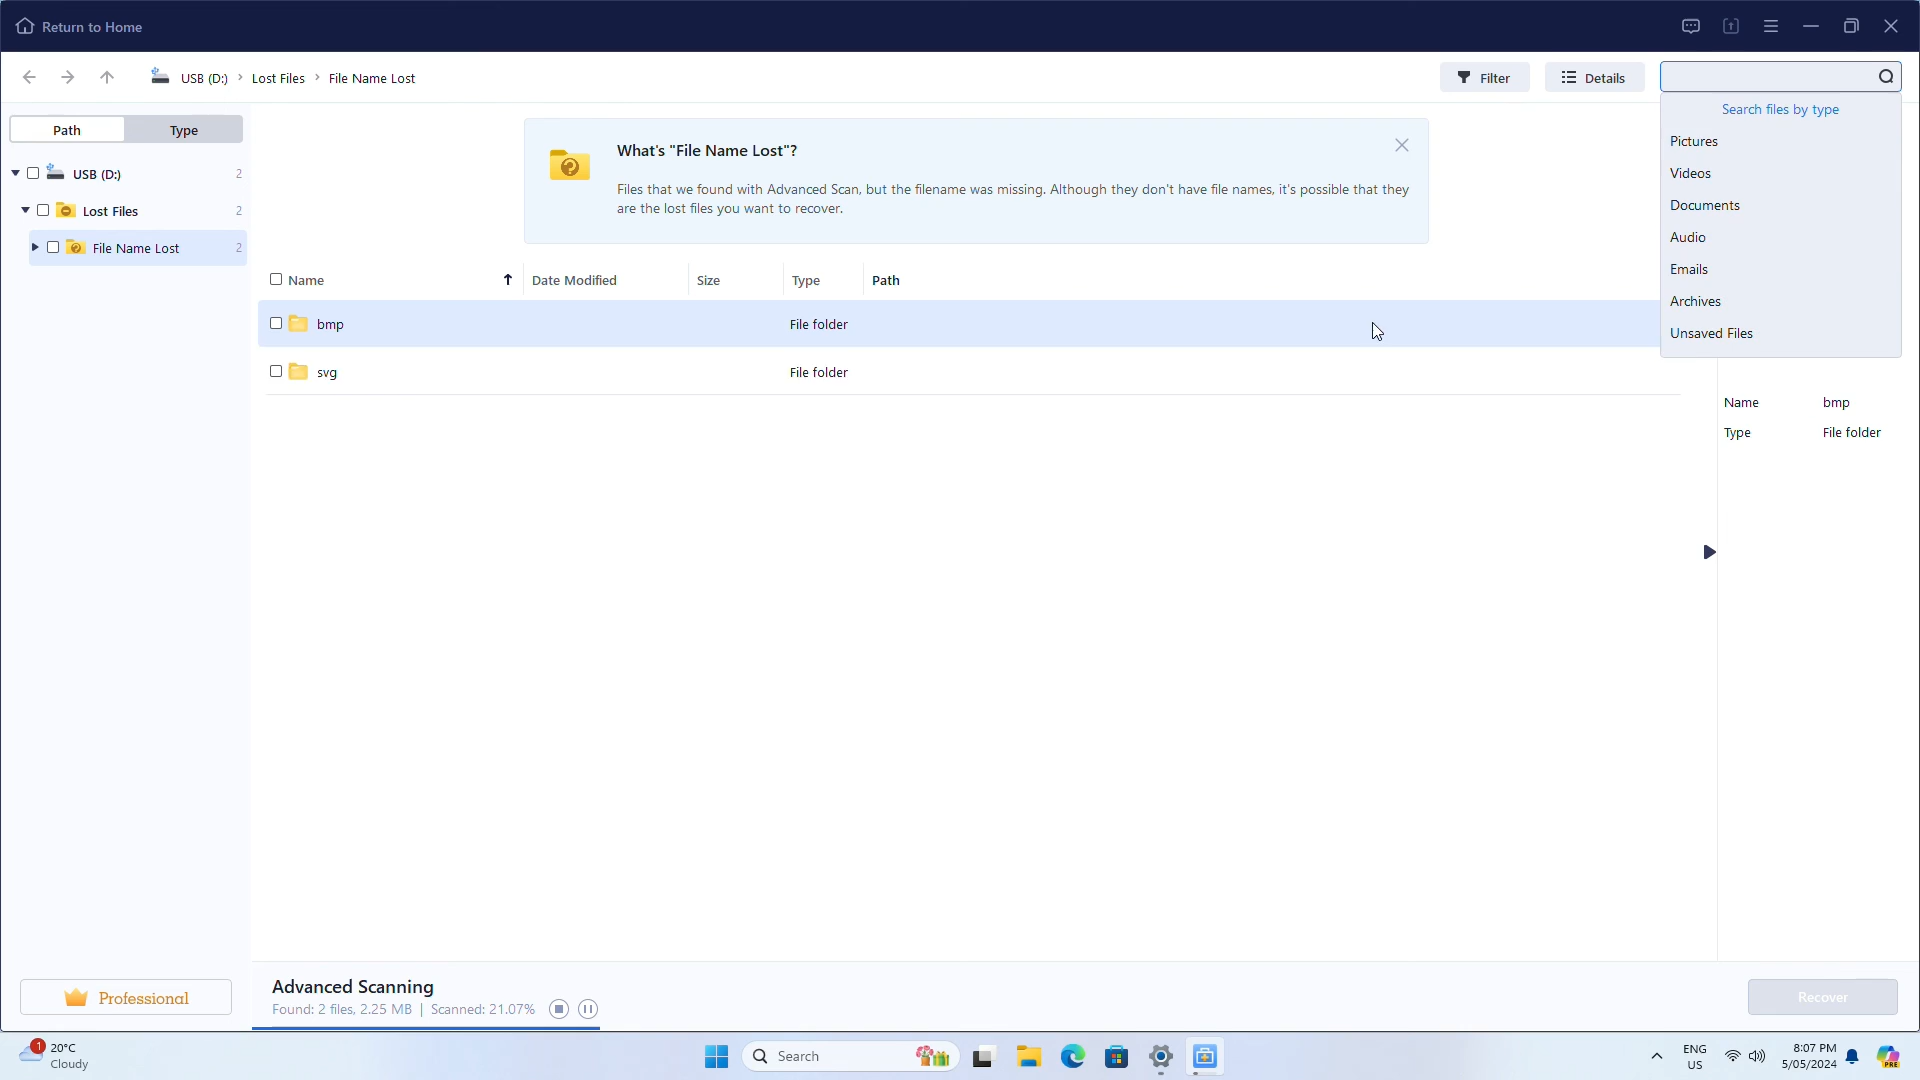 Return to Home
USB (D:) > Lost Files > File Name Lost
Filter
Details
Search files by type
Pictures
Videos
Documents
Audio
Emails
Archives
Unsaved Files
Path Type
USB (D:) 2
Lost Files 2
File Name Lost 2
What's "File Name Lost"?
Files that we found with Advanced Scan, but the filename was missing. Although they don't have file names, it's possible that they
are the lost files you want to recover.
Name Date Modified Size Type Path
bmp File folder
svg File folder
Name bmp
Type File folder
Professional
Advanced Scanning
Found: 2 files, 2.25 MB | Scanned: 21.07%
Recover
1
20°C
Cloudy
Search
ENG
US
8:07 PM
5/05/2024
PRE